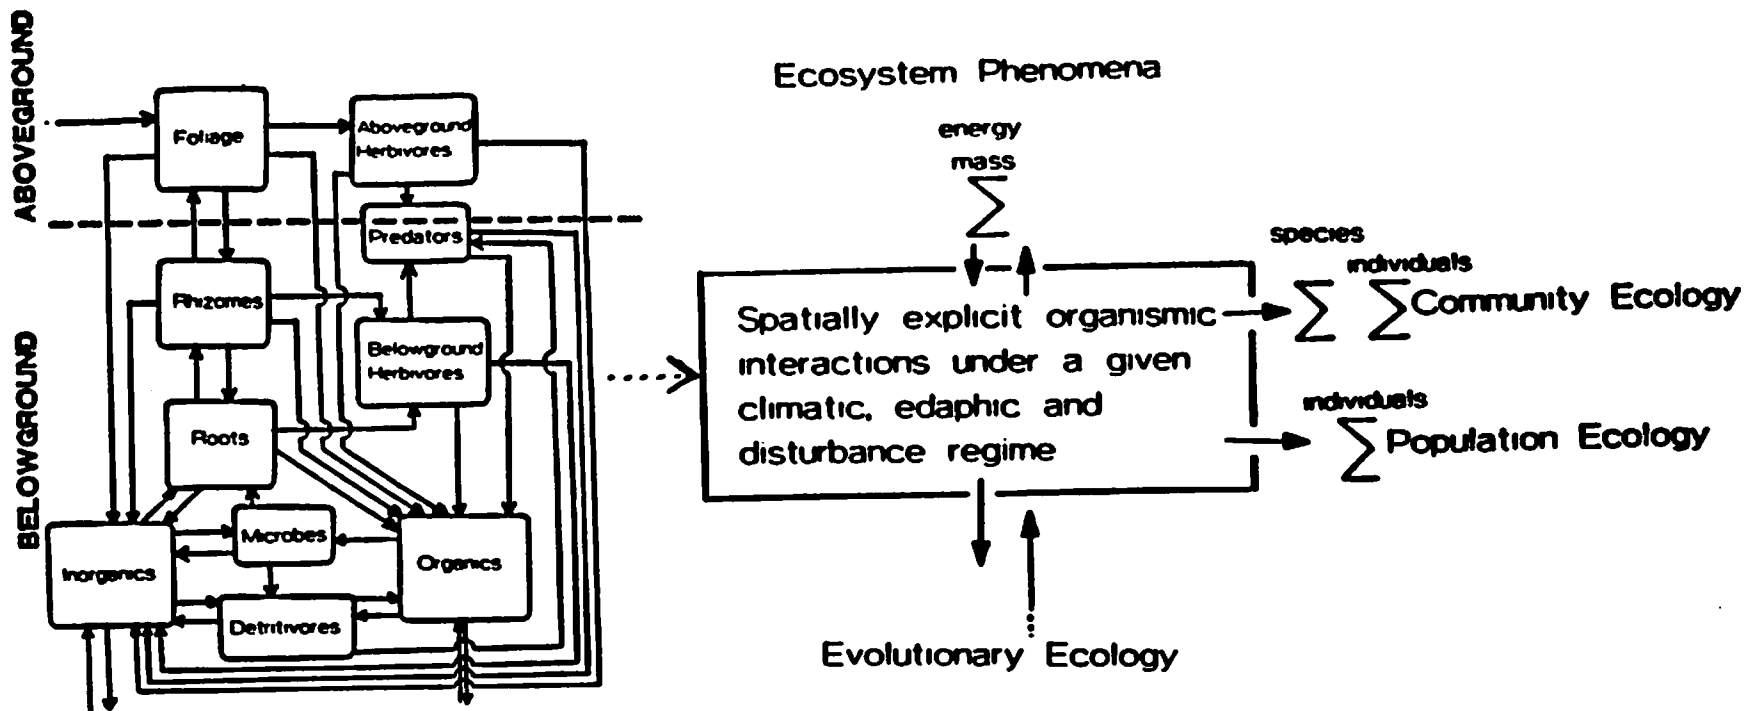 ABOVEGROUND
BELOWGROUND
Foliage
Aboveground
Herbivores
Predators
Rhizomes
Belowground
Herbivores
Roots
Microbes
Inorganics
Organics
Detritivores
Ecosystem Phenomena
energy
mass
∑
Spatially explicit organismic
interactions under a given
climatic, edaphic and
disturbance regime
species
individuals
∑ ∑ Community Ecology
individuals
∑ Population Ecology
Evolutionary Ecology